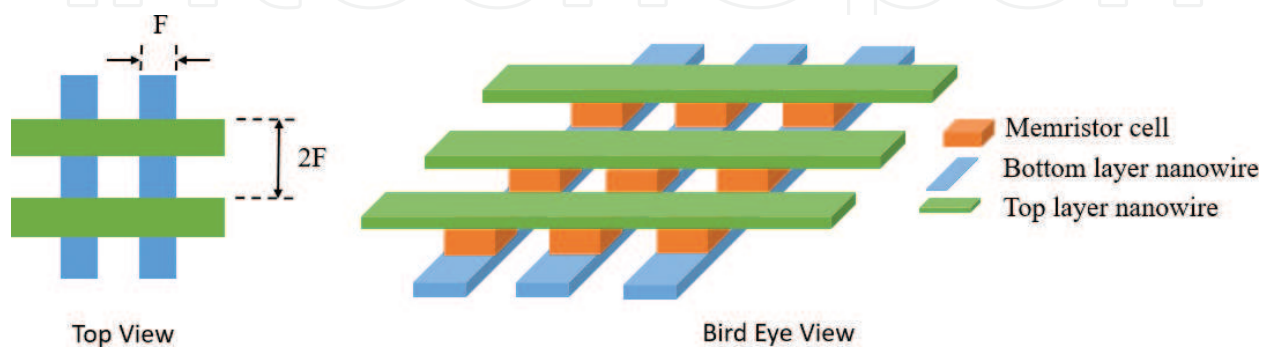 F
2F
Memristor cell
Bottom layer nanowire
Top layer nanowire
Top View
Bird Eye View